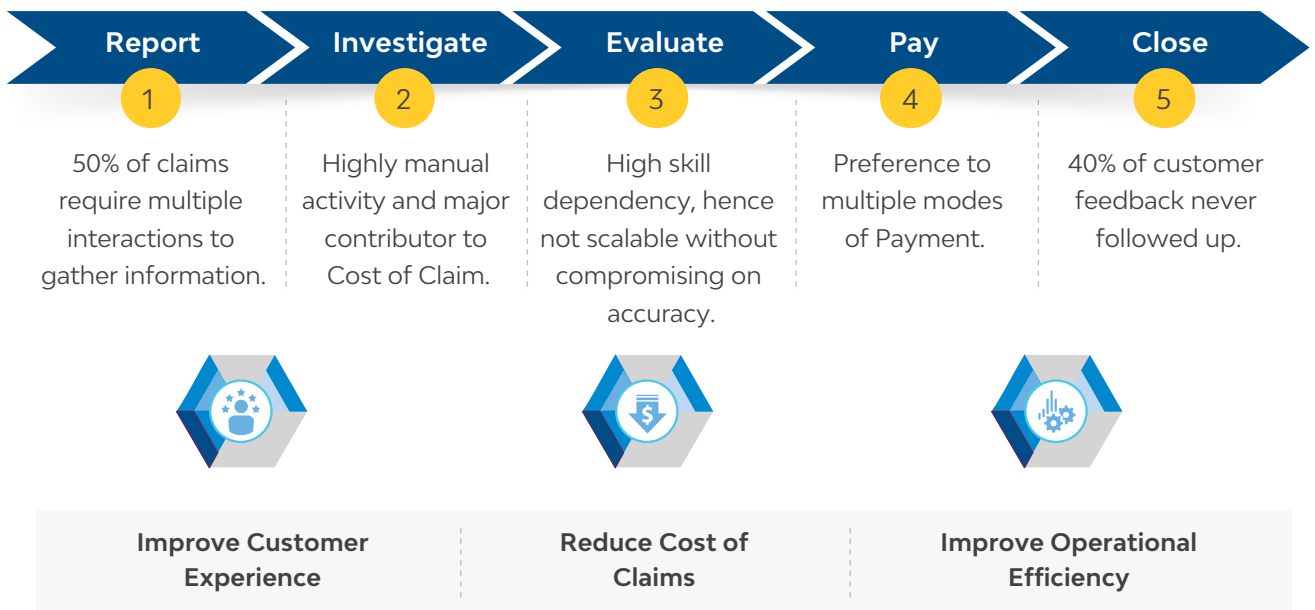 Report
Investigate
Evaluate
Pay
Close
1
2
3
4
5
50% of claims
require multiple
interactions to
gather information.
Highly manual
activity and major
contributor to
Cost of Claim.
High skill
dependency, hence
not scalable without
compromising on
accuracy.
Preference to
multiple modes
of Payment.
40% of customer
feedback never
followed up.
$
Improve Customer
Experience
Reduce Cost of
Claims
Improve Operational
Efficiency